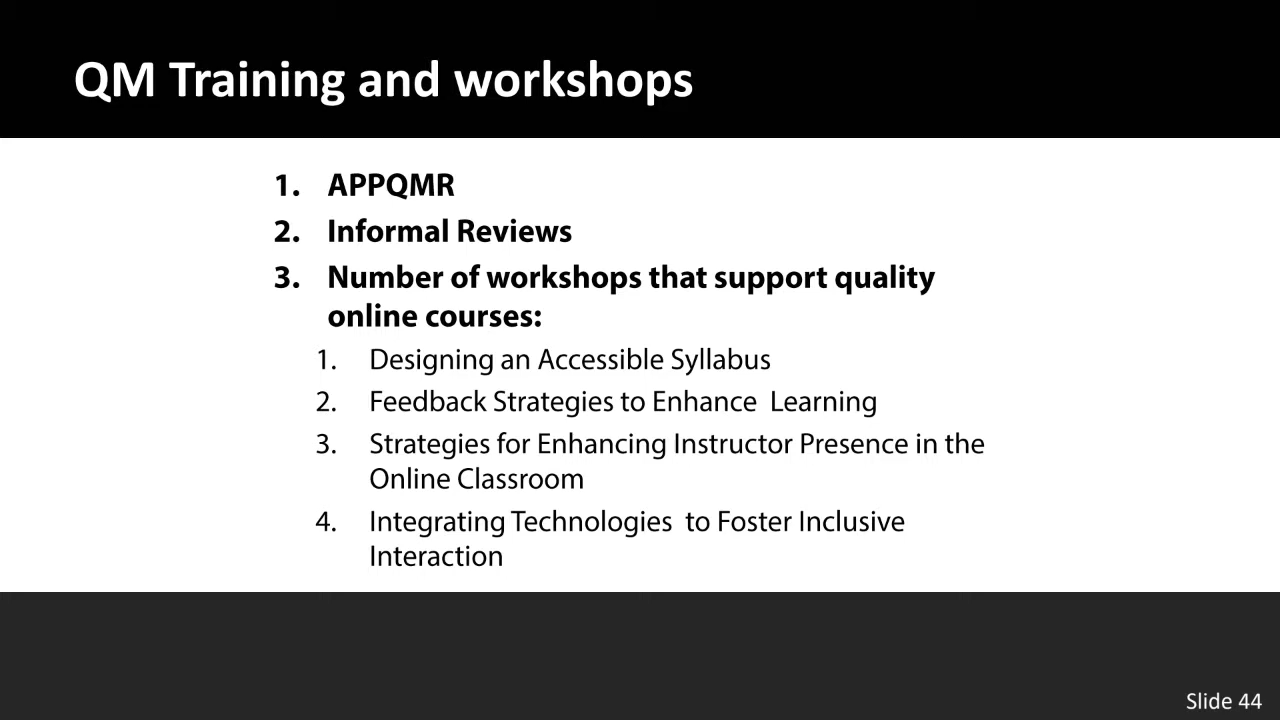 QM Training and workshops
1. APPQMR
2. Informal Reviews
3. Number of workshops that support quality
online courses:
1. Designing an Accessible Syllabus
2. Feedback Strategies to Enhance  Learning
3. Strategies for Enhancing Instructor Presence in the
Online Classroom
4. Integrating Technologies  to Foster Inclusive
Interaction
Slide 44